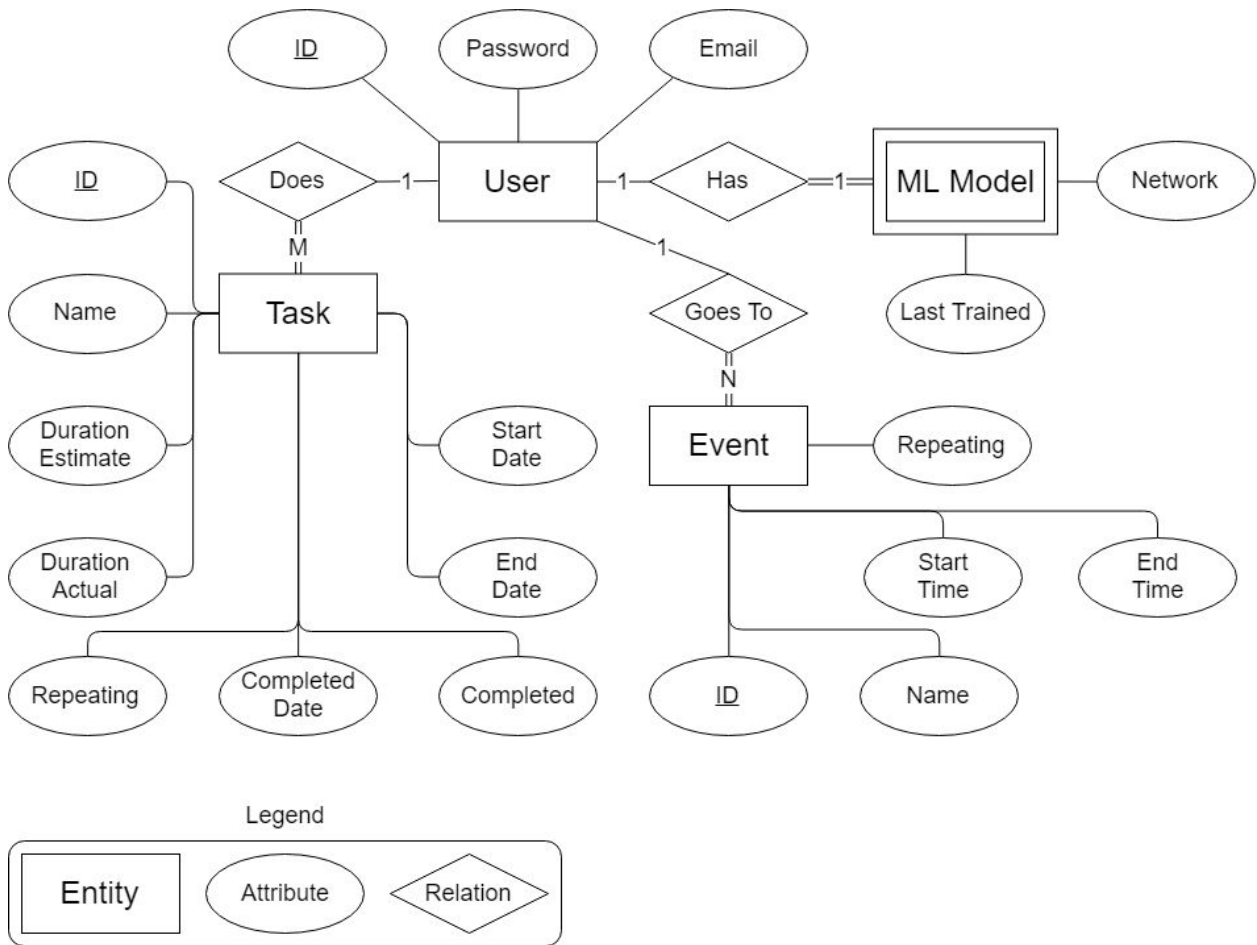 ID
Password
Email
ID
Does
1
User
1
Has
1
ML Model
Network
M
1
Name
Task
Goes To
Last Trained
N
Duration
Estimate
Start
Date
Event
Repeating
Duration
Actual
End
Date
Start
Time
End
Time
Repeating
Completed
Date
Completed
ID
Name
Legend
Entity
Attribute
Relation